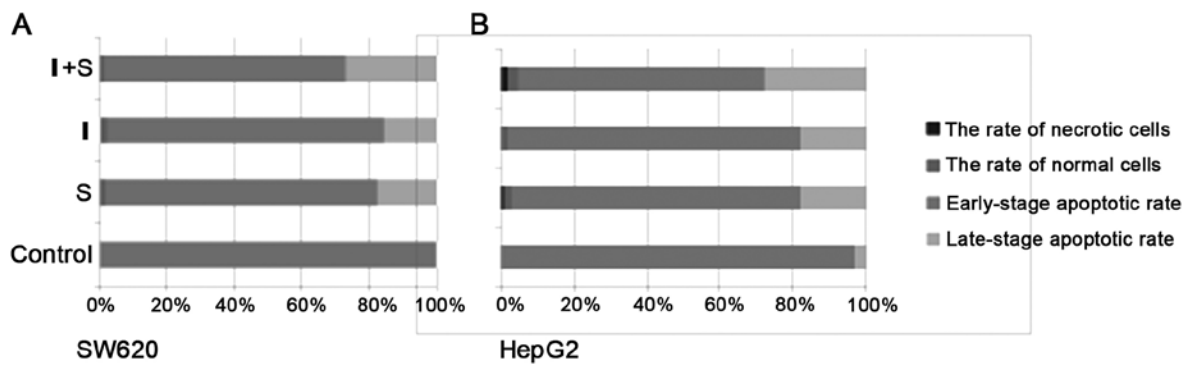 A
B
I+S
I
S
Control
0% 20% 40% 60% 80% 100%
0% 20% 40% 60% 80% 100%
SW620
HepG2
The rate of necrotic cells
The rate of normal cells
Early-stage apoptotic rate
Late-stage apoptotic rate